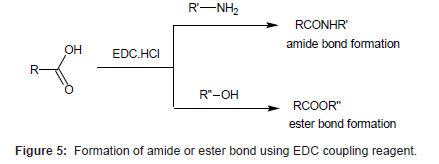 R'—NH₂
RCONHR'
amide bond formation
OH
EDC.HCl
R
O
R"–OH
RCOOR"
ester bond formation
Figure 5: Formation of amide or ester bond using EDC coupling reagent.